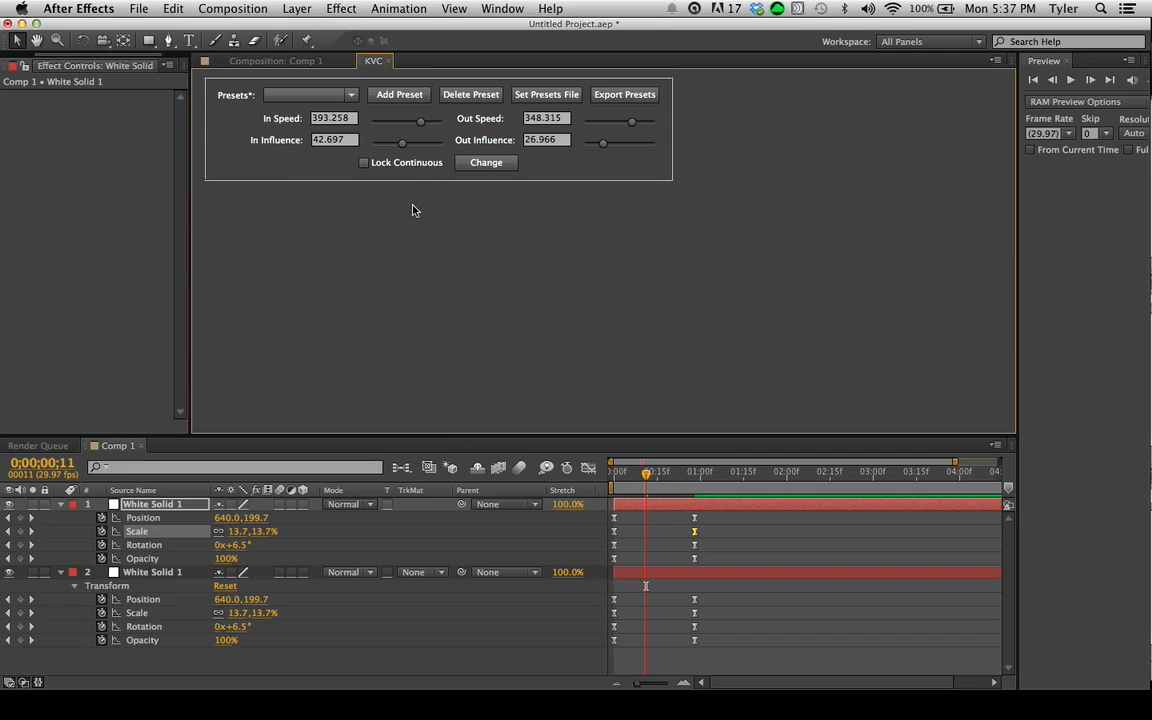 After Effects File Edit Composition Layer Effect Animation View Window Help 17 100% Mon 5:37 PM Tyler
Untitled Project.aep *
Workspace: All Panels Search Help
Effect Controls: White Solid 1 Composition: Comp 1 KVC Preview
Comp 1 • White Solid 1
Presets*: Add Preset Delete Preset Set Presets File Export Presets
In Speed: 393.258 Out Speed: 348.315
In Influence: 42.697 Out Influence: 26.966
Lock Continuous Change
RAM Preview Options
Frame Rate Skip Resolut
(29.97) 0 Auto
From Current Time Ful
Render Queue Comp 1
0;00;00;11
00011 (29.97 fps)
:00f 00:15f 01:00f 01:15f 02:00f 02:15f 03:00f 03:15f 04:00f 04:
# Source Name Mode T TrkMat Parent Stretch
1 White Solid 1 Normal None 100.0%
Position 640.0,199.7
Scale 13.7,13.7%
Rotation 0x+6.5°
Opacity 100%
2 White Solid 1 Normal None None 100.0%
Transform Reset
Position 640.0,199.7
Scale 13.7,13.7%
Rotation 0x+6.5°
Opacity 100%